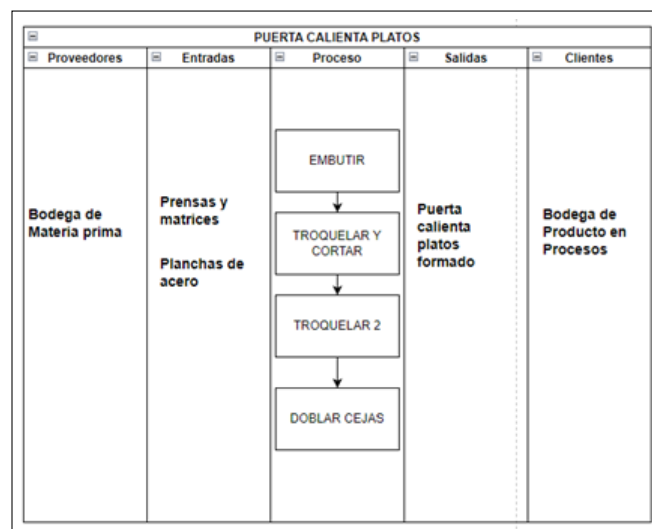 PUERTA CALIENTA PLATOS
Proveedores
Entradas
Proceso
Salidas
Clientes
Bodega de
Materia prima
Prensas y
matrices
Planchas de
acero
EMBUTIR
TROQUELAR Y
CORTAR
TROQUELAR 2
DOBLAR CEJAS
Puerta
calienta
platos
formado
Bodega de
Producto en
Procesos